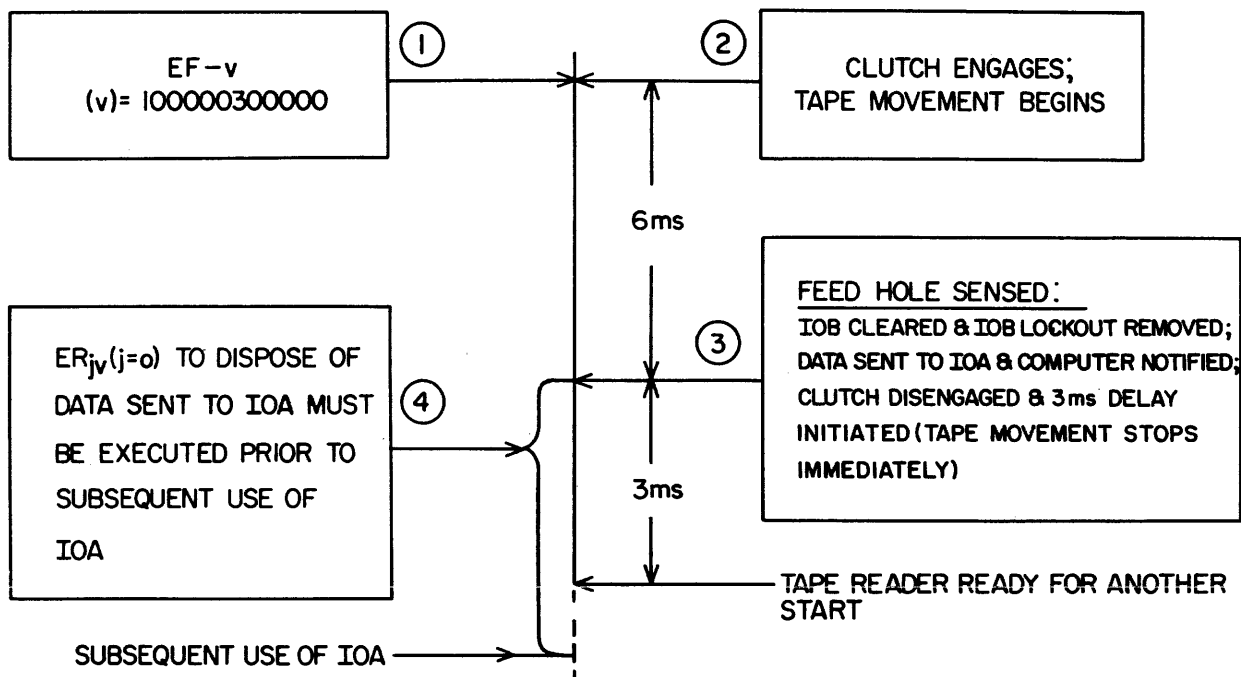 ①
EF-v
(v)= 100000300000
②
CLUTCH ENGAGES;
TAPE MOVEMENT BEGINS
6ms
③
FEED HOLE SENSED:
IOB CLEARED & IOB LOCKOUT REMOVED;
DATA SENT TO IOA & COMPUTER NOTIFIED;
CLUTCH DISENGAGED & 3ms DELAY
INITIATED (TAPE MOVEMENT STOPS
IMMEDIATELY)
④
ERjv(j=0) TO DISPOSE OF
DATA SENT TO IOA MUST
BE EXECUTED PRIOR TO
SUBSEQUENT USE OF
IOA
3ms
TAPE READER READY FOR ANOTHER
START
SUBSEQUENT USE OF IOA